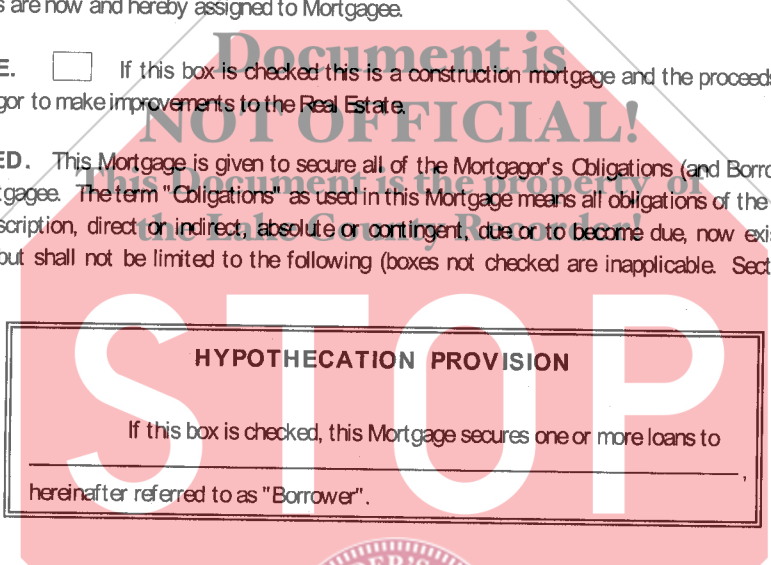 s are now and hereby assigned to Mortgagee.
Document is
E. If this box is checked this is a construction mortgage and the proceeds
gor to make improvements to the Real Estate.
NOT OFFICIAL!
ED. This Mortgage is given to secure all of the Mortgagor's Obligations (and Borro
This Document is the property of
tgagee. The term "Obligations" as used in this Mortgage means all obligations of the
the Lake County Recorder!
scription, direct or indirect, absolute or contingent, due or to become due, now exi
but shall not be limited to the following (boxes not checked are inapplicable. Sect
STOP
HYPOTHECATION PROVISION
If this box is checked, this Mortgage secures one or more loans to
,
hereinafter referred to as "Borrower".